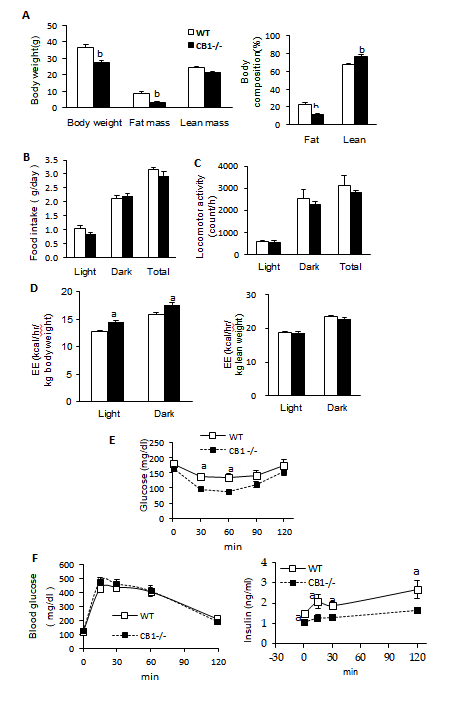 A
WT
CB1-/-
Body weight(g)
50
40
30
20
10
0
b
b
Body weight Fat mass Lean mass
Body composition(%)
100
80
60
40
20
0
b
b
Fat Lean
B
Food intake ( g/day )
3.5
3.0
2.5
2.0
1.5
1.0
0.5
0.0
Light Dark Total
C
Locomotor activity (count/h)
4000
3000
2000
1000
0
Light Dark Total
D
EE (kcal/hr/ kg bodyweight)
20
15
10
5
0
a
a
Light Dark
EE (kcal/hr/ kg lean weight)
30
20
10
0
Light Dark
E
WT
CB1 -/-
Glucose (mg/dl)
250
200
150
100
50
0
a
a
0 30 60 90 120
min
F
Blood glucose ( mg/dl )
600
500
400
300
200
100
0
WT
CB1-/-
0 30 60 90 120
min
Insulin (ng/ml)
4
3
2
1
0
WT
CB1-/-
a
a
a
a
-30 0 30 60 90 120
min